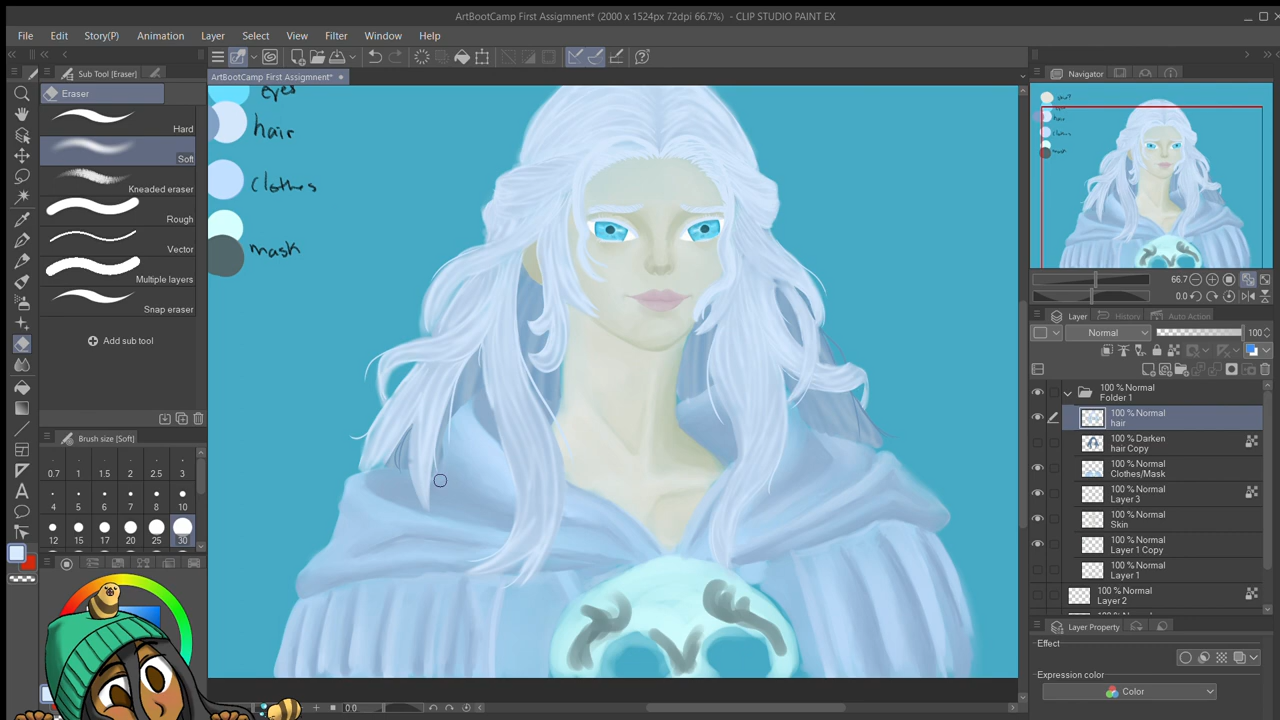 ArtBootCamp First Assigmnent* (2000 x 1524px 72dpi 66.7%) - CLIP STUDIO PAINT EX
File Edit Story(P) Animation Layer Select View Filter Window Help
Sub Tool [Eraser]
ArtBootCamp First Assigmnent*
Navigator
Eraser
Hard
Soft
Kneaded eraser
Rough
Vector
Multiple layers
Snap eraser
Add sub tool
Brush size [Soft]
0.7 1 1.5 2 2.5 3
4 5 6 7 8 10
12 15 17 20 25 30
eyes
hair
clothes
mask
66.7
0.0
Layer History Auto Action
Normal 100
100 % Normal
Folder 1
100 % Normal
hair
100 % Darken
hair Copy
100 % Normal
Clothes/Mask
100 % Normal
Layer 3
100 % Normal
Skin
100 % Normal
Layer 1 Copy
100 % Normal
Layer 1
100 % Normal
Layer 2
Layer Property
Effect
Expression color
Color